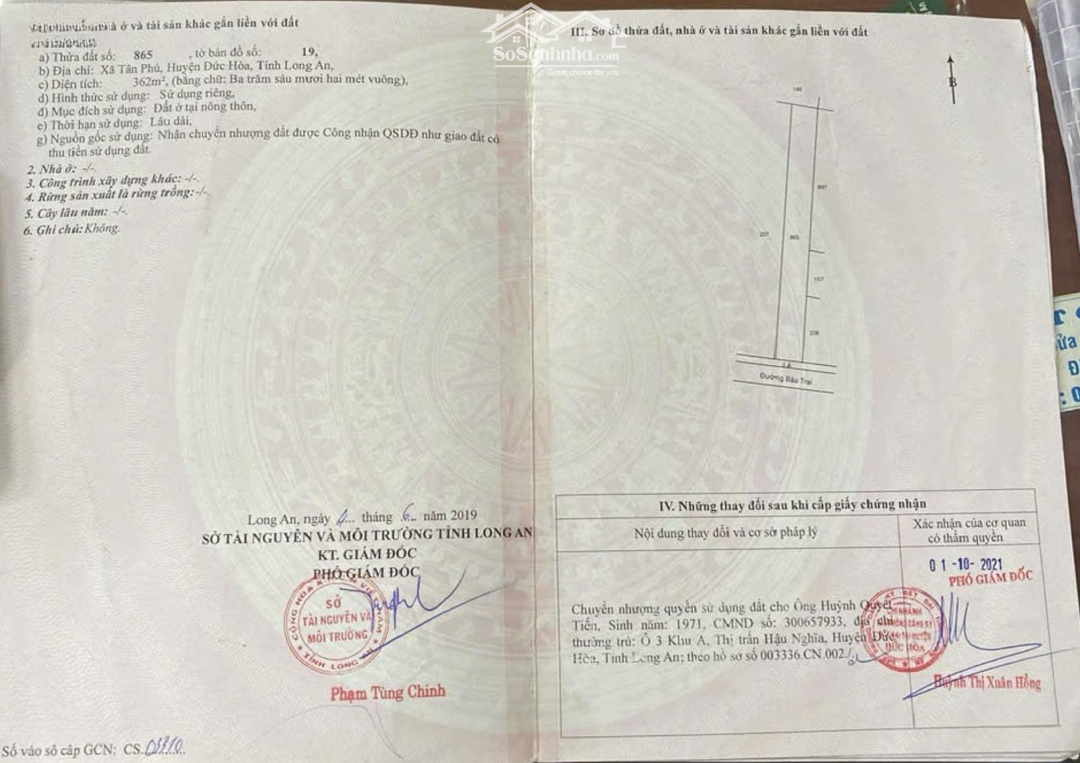 à ở và tài sản khác gắn liền với đất
a) Thửa đất số: 865 , tờ bản đồ số: 19,
b) Địa chỉ: Xã Tân Phú, Huyện Đức Hòa, Tỉnh Long An,
c) Diện tích: 362m², (bằng chữ: Ba trăm sáu mươi hai mét vuông),
d) Hình thức sử dụng: Sử dụng riêng,
đ) Mục đích sử dụng: Đất ở tại nông thôn,
e) Thời hạn sử dụng: Lâu dài,
g) Nguồn gốc sử dụng: Nhận chuyển nhượng đất được Công nhận QSDĐ như giao đất có
thu tiền sử dụng đất.
2. Nhà ở: -/-.
3. Công trình xây dựng khác: -/-.
4. Rừng sản xuất là rừng trồng: -/-.
5. Cây lâu năm: -/-.
6. Ghi chú: Không.
Long An, ngày 4... tháng 6... năm 2019
SỞ TÀI NGUYÊN VÀ MÔI TRƯỜNG TỈNH LONG AN
KT. GIÁM ĐỐC
PHÓ GIÁM ĐỐC
SỞ
TÀI NGUYÊN VÀ
MÔI TRƯỜNG
TỈNH LONG AN
Phạm Tùng Chinh
Số vào sổ cấp GCN: CS.
SoSanhnha.com
Great choice for you
III. Sơ đồ thửa đất, nhà ở và tài sản khác gắn liền với đất
B
865
157
Đường Bàu Trai
IV. Những thay đổi sau khi cấp giấy chứng nhận
Nội dung thay đổi và cơ sở pháp lý
Xác nhận của cơ quan
có thẩm quyền
01 -10- 2021
PHÓ GIÁM ĐỐC
Chuyển nhượng quyền sử dụng đất cho Ông Huỳnh Quyết
Tiến, Sinh năm: 1971, CMND số: 300657933, địa chỉ
thường trú: Ô 3 Khu A, Thị trấn Hậu Nghĩa, Huyện Đức
Hòa, Tỉnh Long An; theo hồ sơ số 003336.CN.002./.
CHI NHÁNH
ĐỨC HÒA
Huỳnh Thị Xuân Hồng